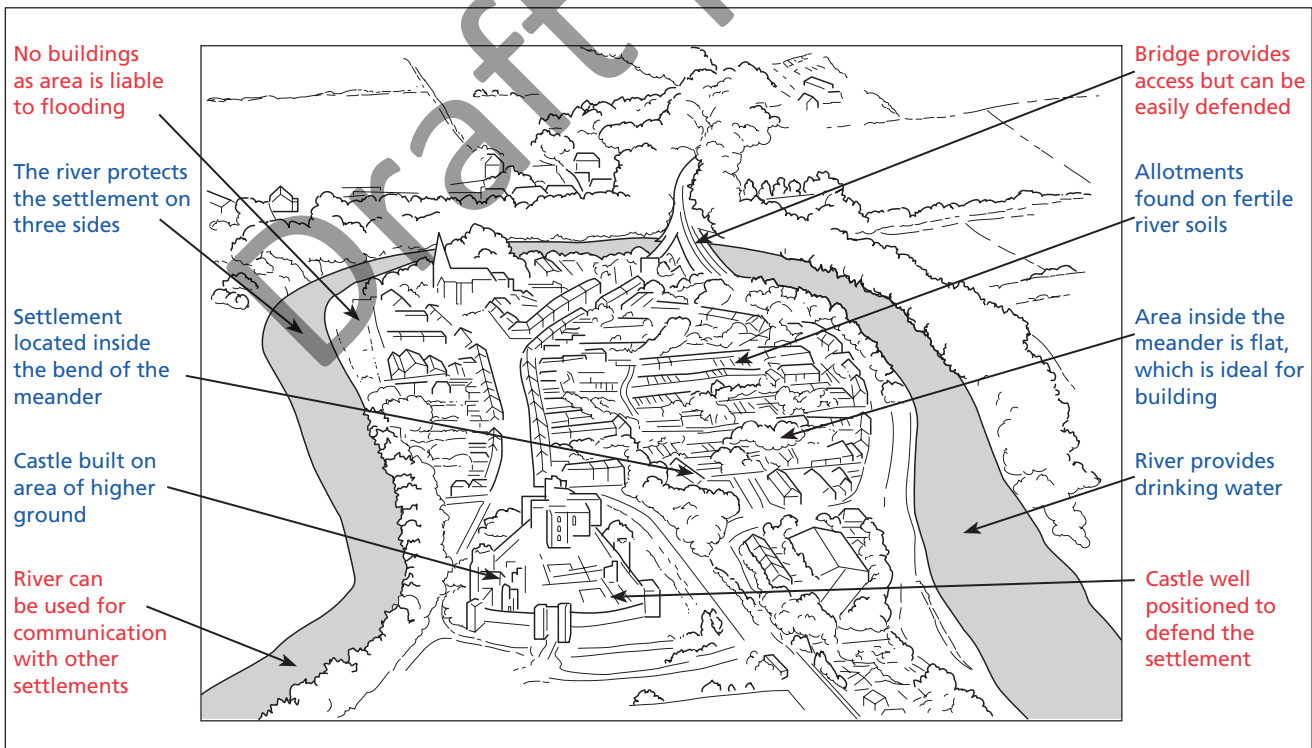 Draft
No buildings
as area is liable
to flooding
The river protects
the settlement on
three sides
Settlement
located inside
the bend of the
meander
Castle built on
area of higher
ground
River can
be used for
communication
with other
settlements
Bridge provides
access but can be
easily defended
Allotments
found on fertile
river soils
Area inside the
meander is flat,
which is ideal for
building
River provides
drinking water
Castle well
positioned to
defend the
settlement